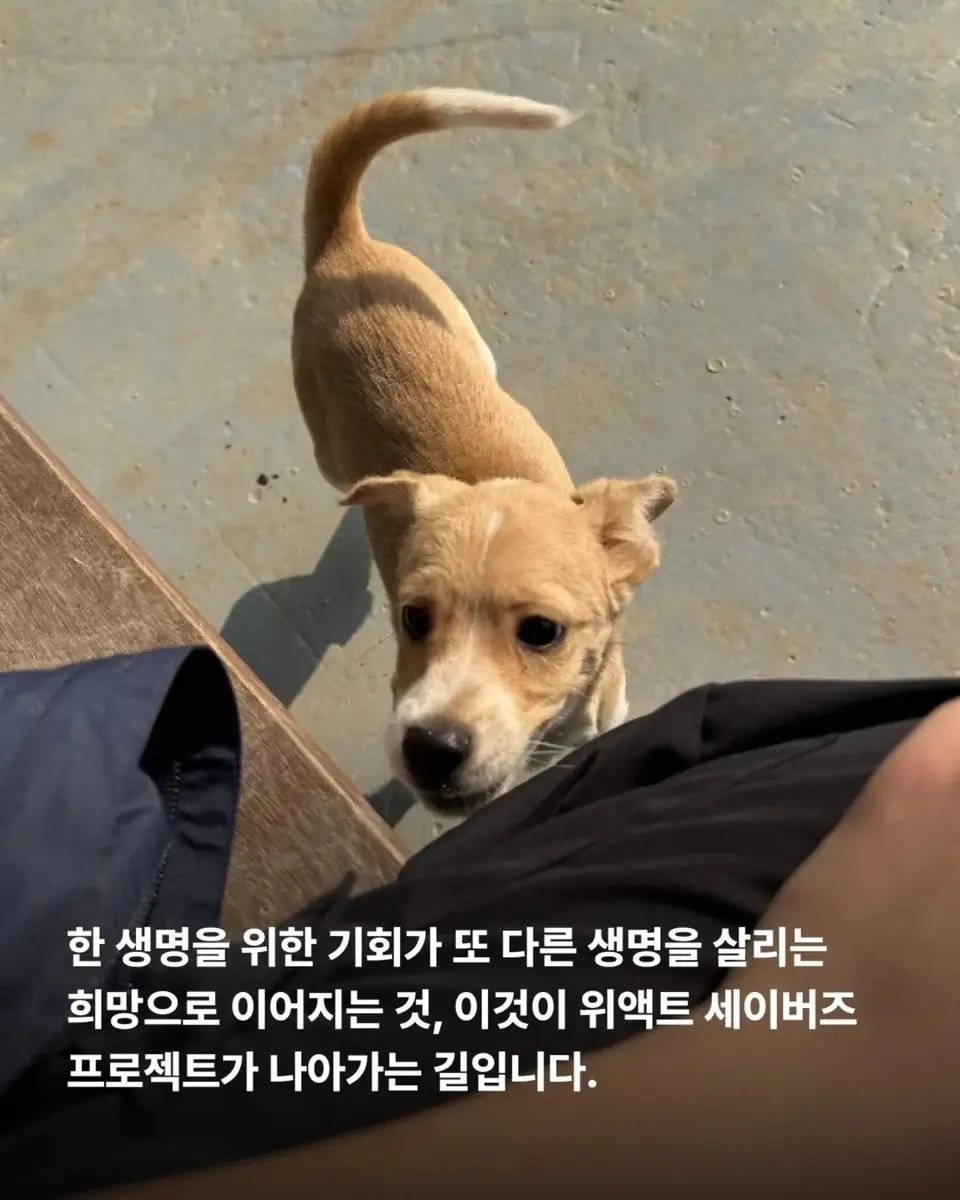 한 생명을 위한 기회가 또 다른 생명을 살리는
희망으로 이어지는 것, 이것이 위액트 세이버즈
프로젝트가 나아가는 길입니다.